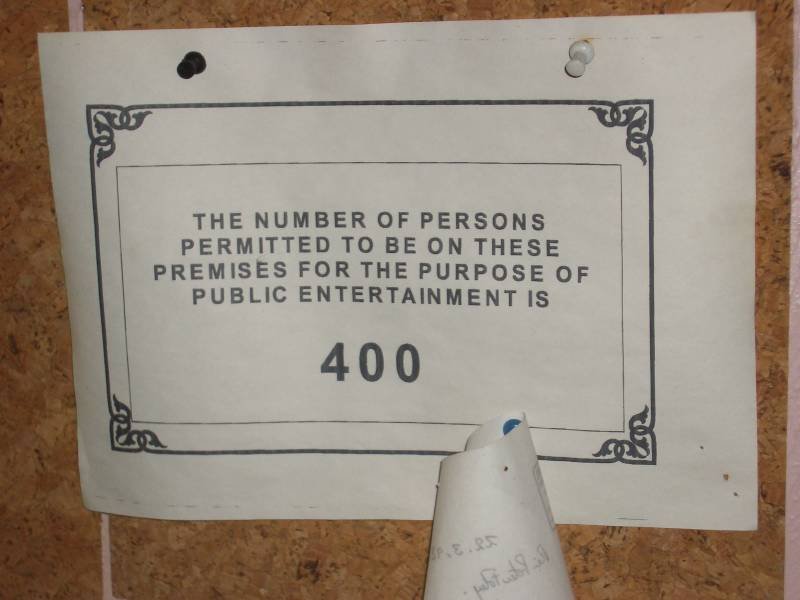 THE NUMBER OF PERSONS
PERMITTED TO BE ON THESE
PREMISES FOR THE PURPOSE OF
PUBLIC ENTERTAINMENT IS
400